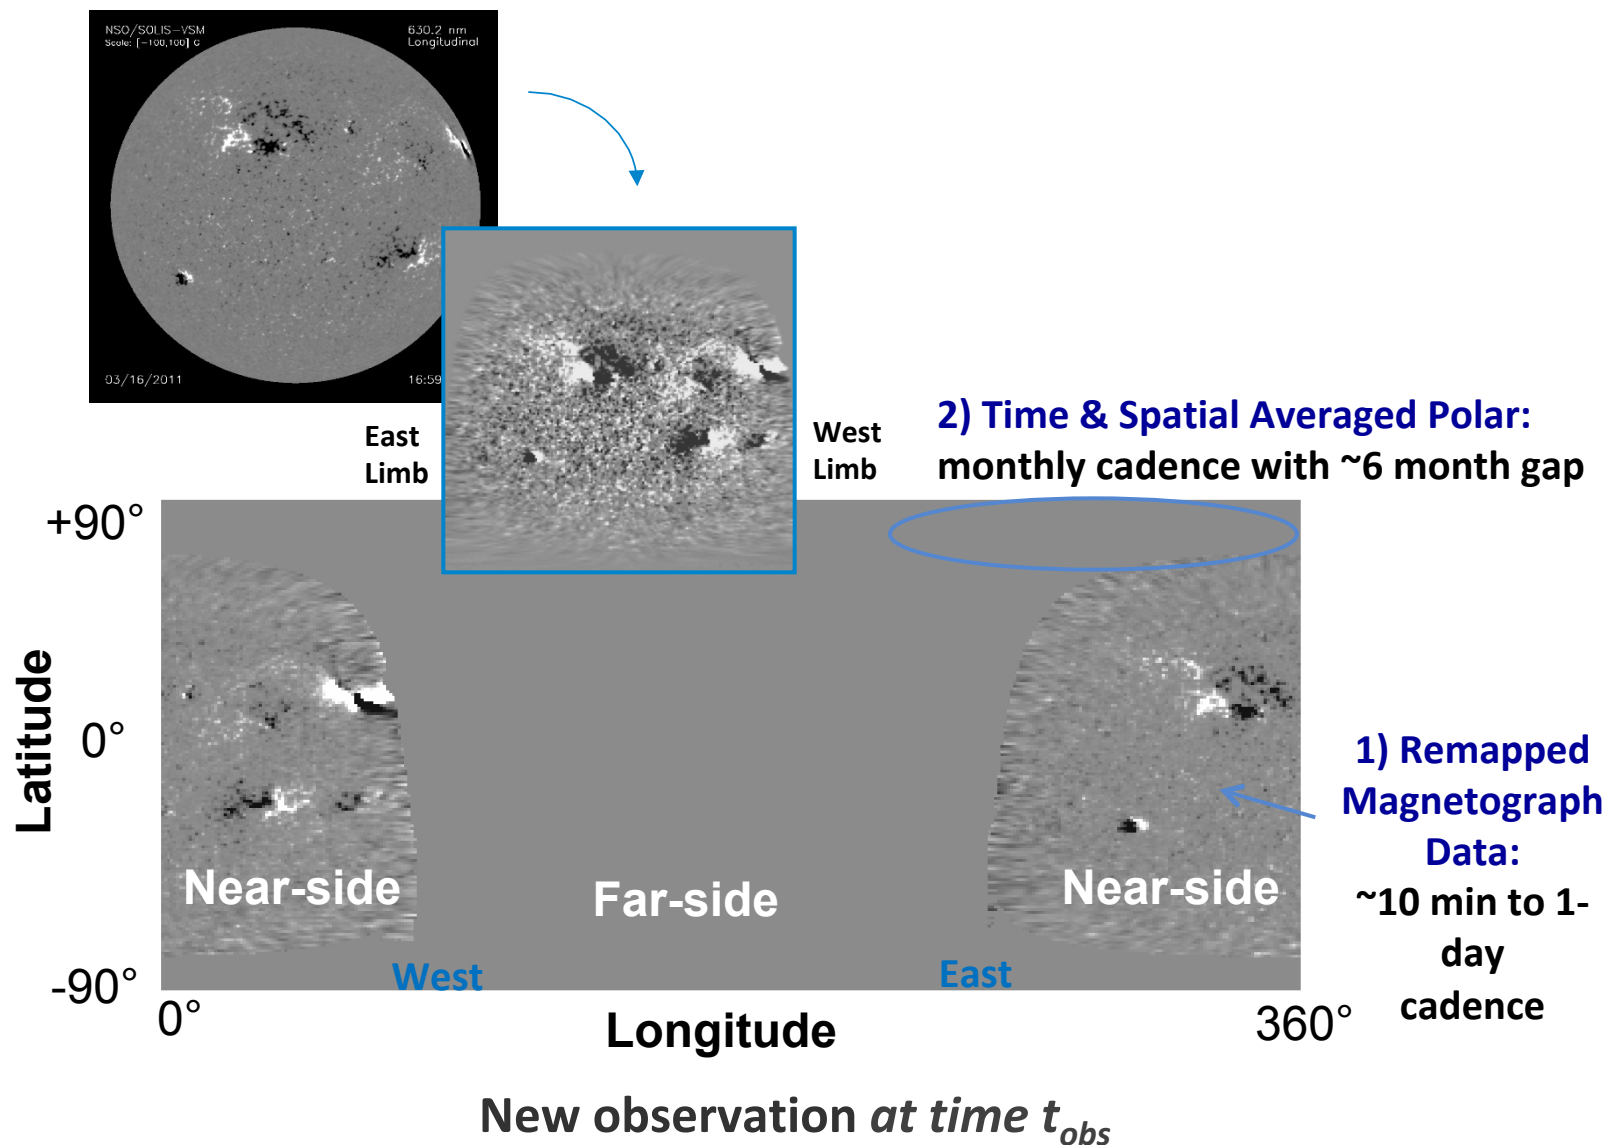 NSO/SOLIS-VSM
Scale: [-100,100] G
630.2 nm
Longitudinal
03/16/2011
16:59
East
Limb
West
Limb
2) Time & Spatial Averaged Polar:
monthly cadence with ~6 month gap
+90°
0°
-90°
Latitude
Near-side
Far-side
Near-side
West
East
1) Remapped
Magnetograph
Data:
~10 min to 1-
day
cadence
0°
Longitude
360°
New observation at time tobs